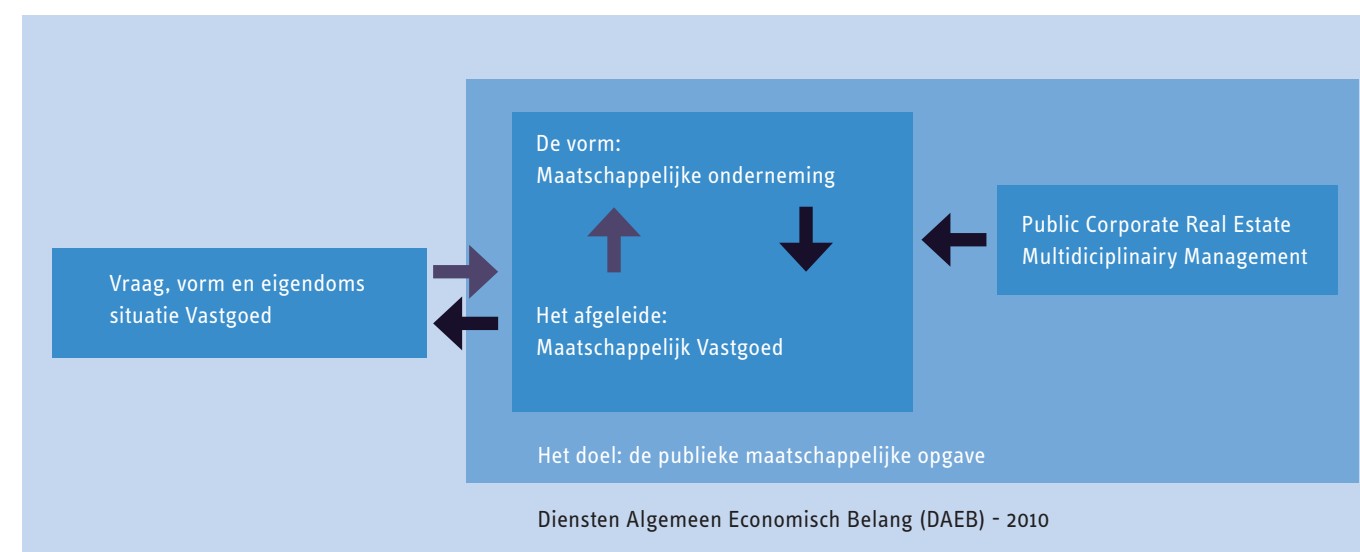 De vorm:
Maatschappelijke onderneming
Public Corporate Real Estate
Multidiciplinairy Management
Vraag, vorm en eigendoms
situatie Vastgoed
Het afgeleide:
Maatschappelijk Vastgoed
Het doel: de publieke maatschappelijke opgave
Diensten Algemeen Economisch Belang (DAEB) - 2010